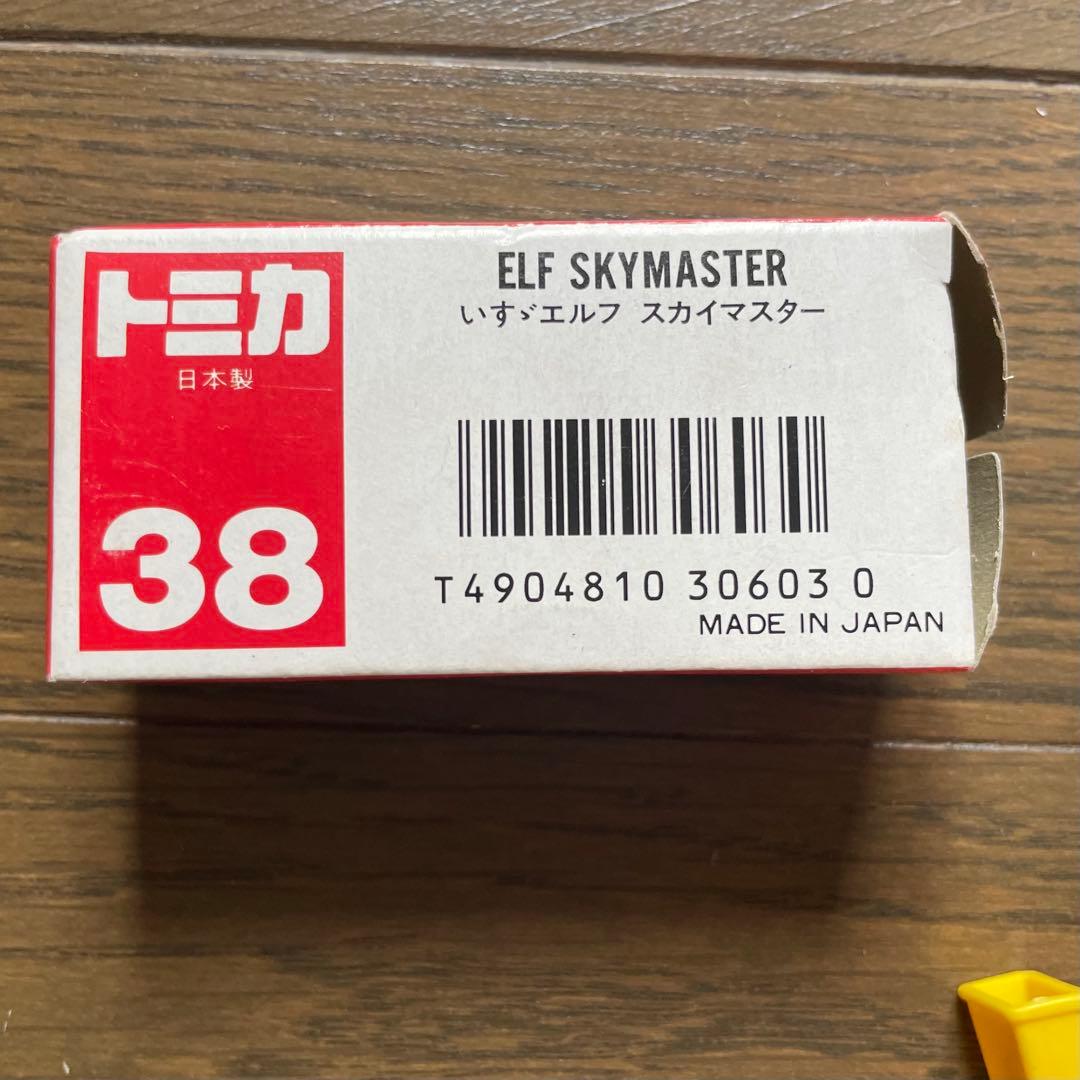 トミカ
日本製
38
ELF SKYMASTER
いすゞエルフ スカイマスター
T4904810 30603 0
MADE IN JAPAN